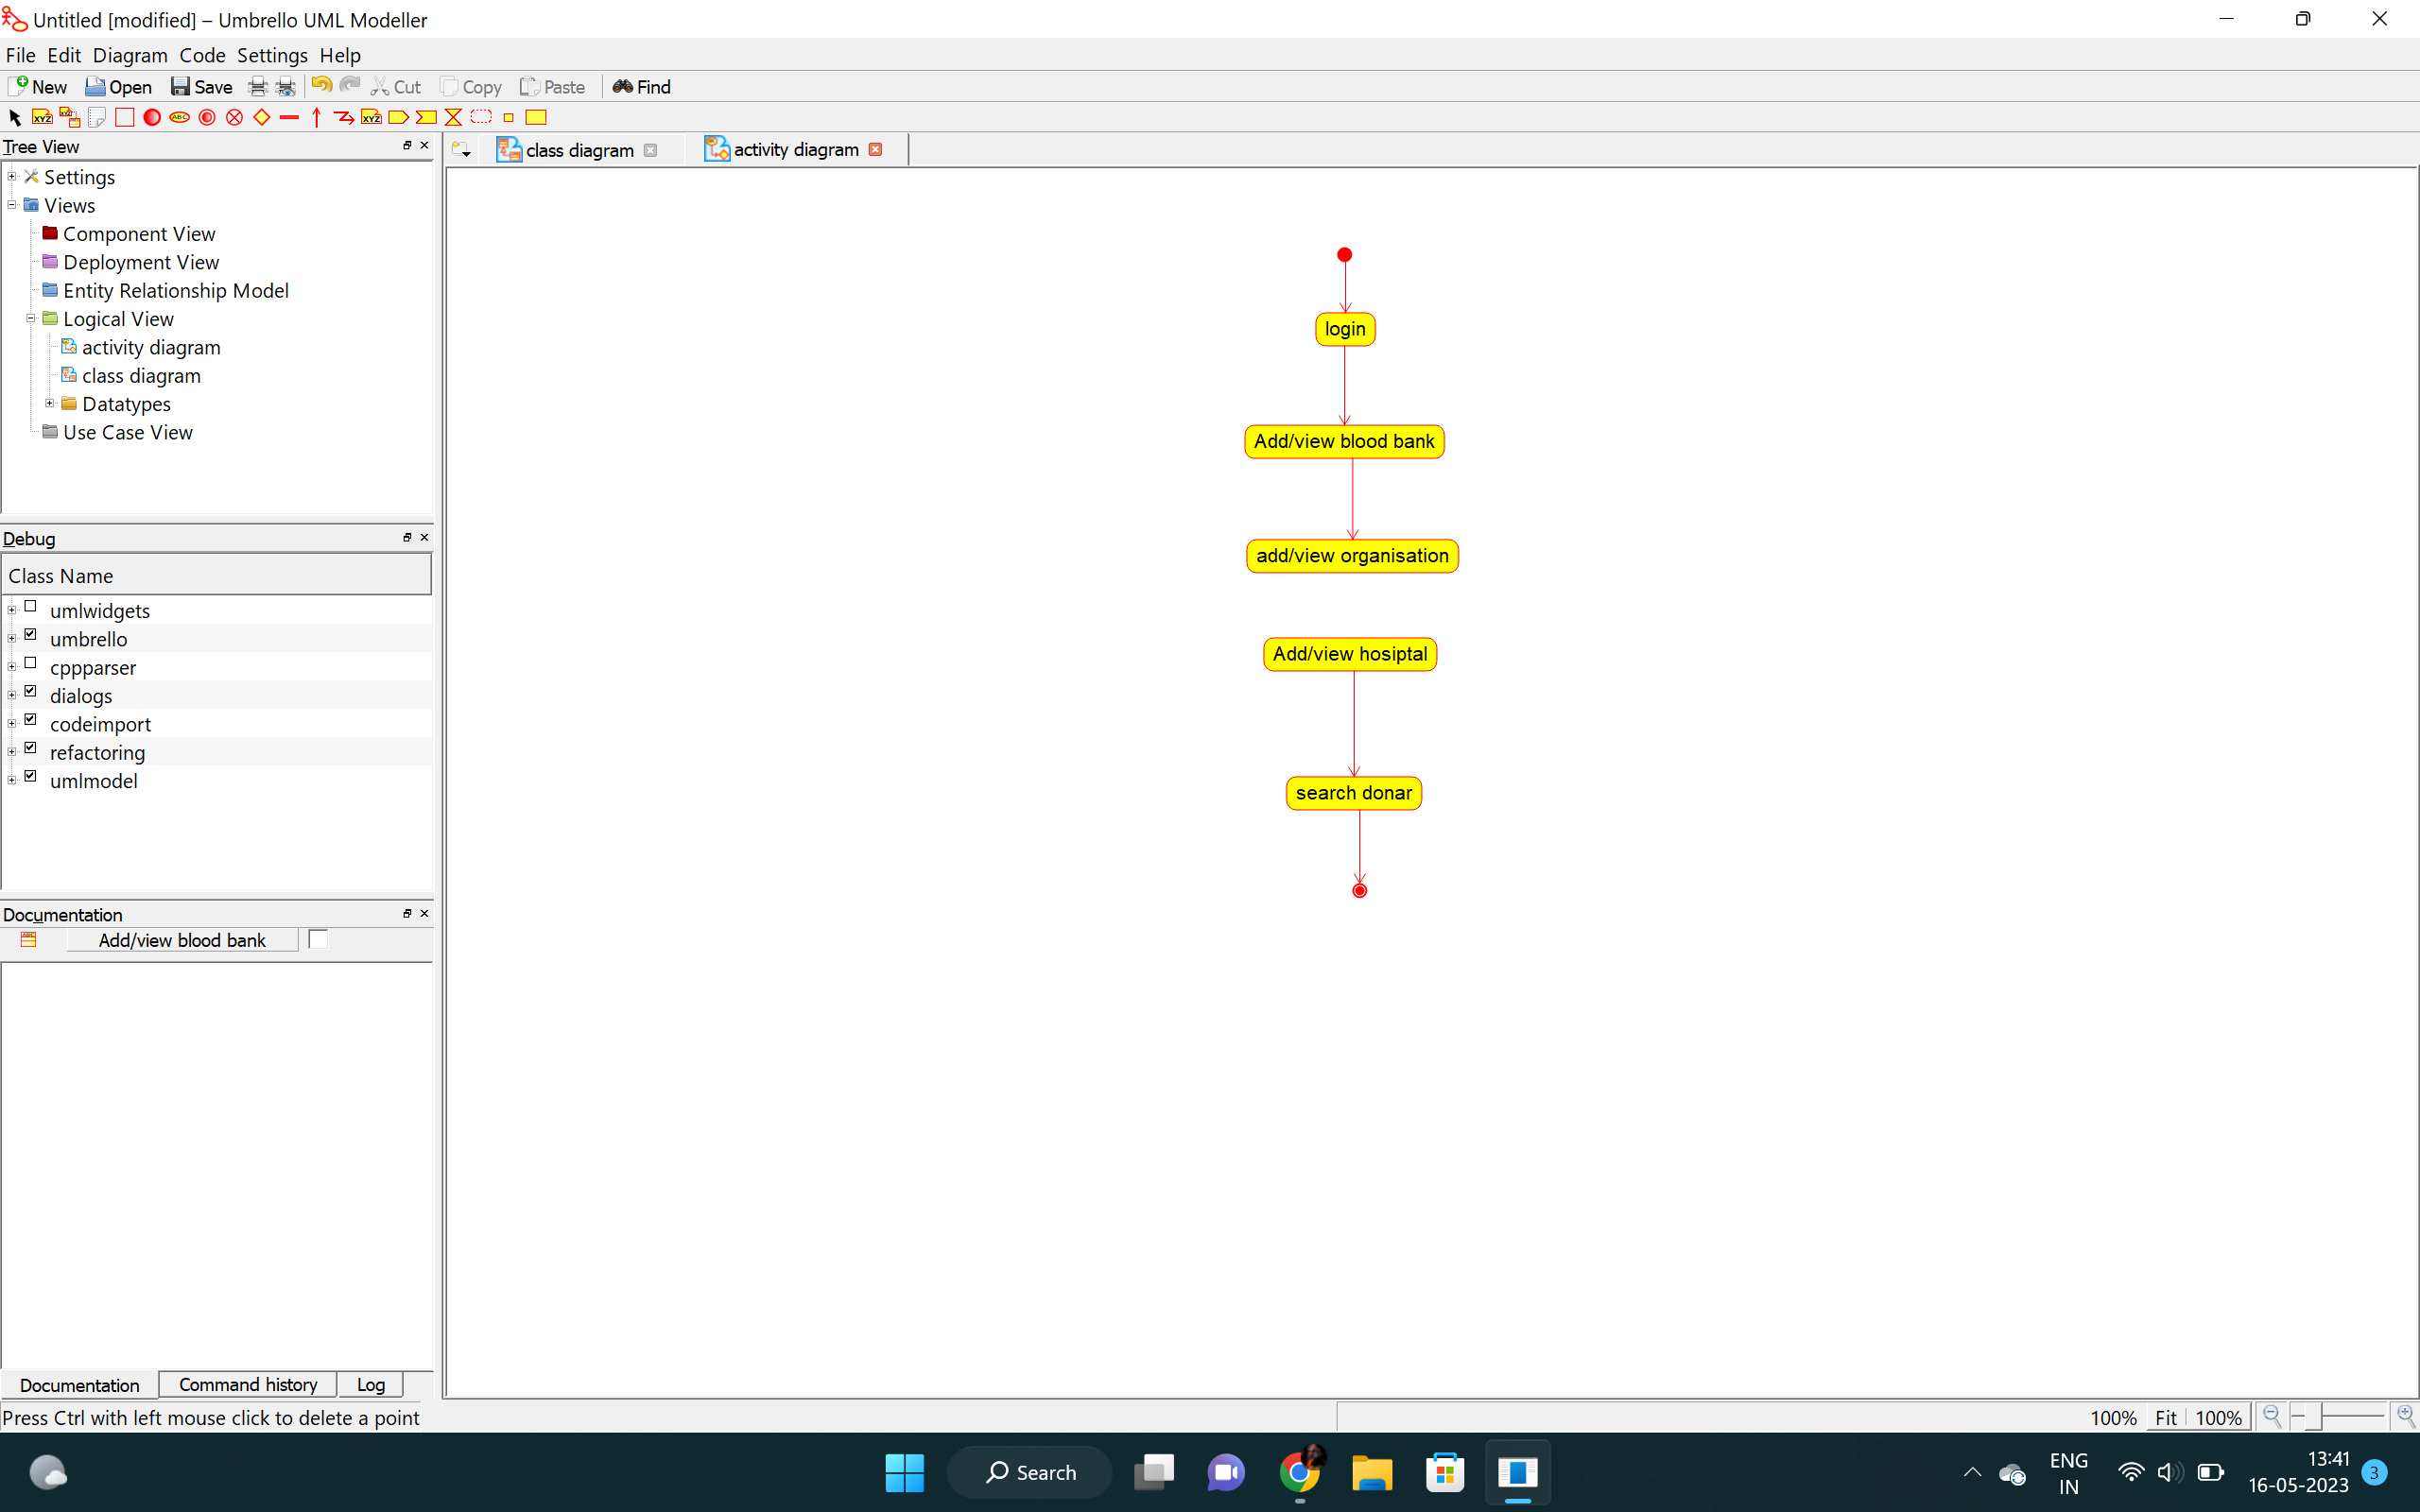 Untitled [modified] – Umbrello UML Modeller
File Edit Diagram Code Settings Help
New Open Save Cut Copy Paste Find
XYZ XYZ ABC XYZ
Tree View
class diagram activity diagram
Settings
Views
Component View
Deployment View
Entity Relationship Model
Logical View
activity diagram
class diagram
Datatypes
Use Case View
login
Add/view blood bank
add/view organisation
Add/view hosiptal
search donar
Debug
Class Name
umlwidgets
umbrello
cppparser
dialogs
codeimport
refactoring
umlmodel
Documentation
Add/view blood bank
Documentation Command history Log
Press Ctrl with left mouse click to delete a point
100% Fit 100%
Search
ENG
IN
13:41
16-05-2023
3